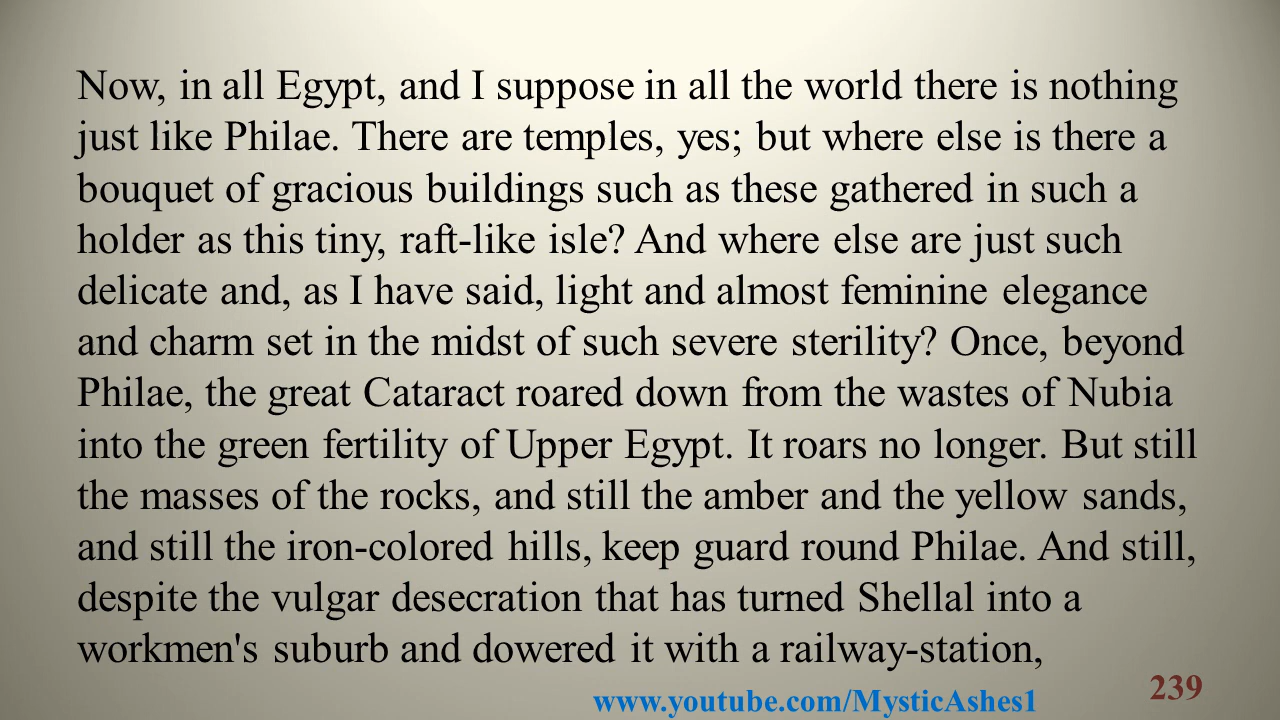 Now, in all Egypt, and I suppose in all the world there is nothing
just like Philae. There are temples, yes; but where else is there a
bouquet of gracious buildings such as these gathered in such a
holder as this tiny, raft-like isle? And where else are just such
delicate and, as I have said, light and almost feminine elegance
and charm set in the midst of such severe sterility? Once, beyond
Philae, the great Cataract roared down from the wastes of Nubia
into the green fertility of Upper Egypt. It roars no longer. But still
the masses of the rocks, and still the amber and the yellow sands,
and still the iron-colored hills, keep guard round Philae. And still,
despite the vulgar desecration that has turned Shellal into a
workmen's suburb and dowered it with a railway-station,
239
www.youtube.com/MysticAshes1